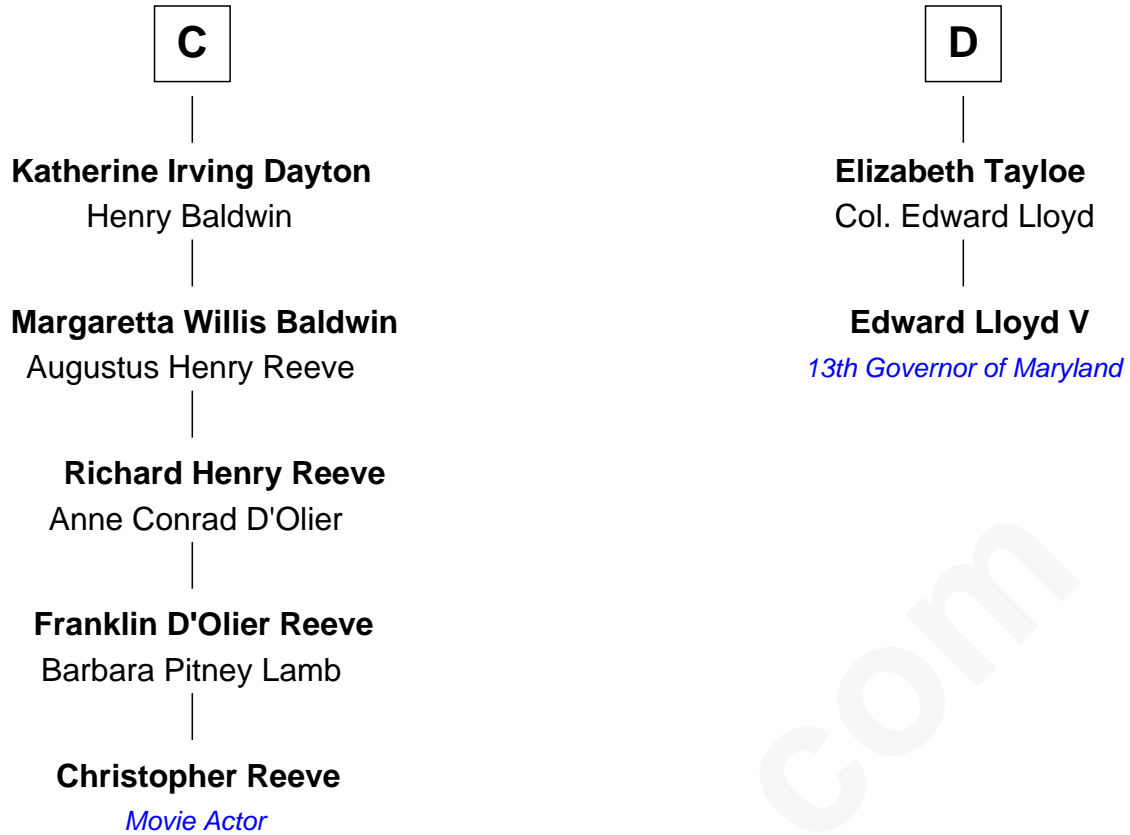 C
Katherine Irving Dayton
Henry Baldwin
Margaretta Willis Baldwin
Augustus Henry Reeve
Richard Henry Reeve
Anne Conrad D'Olier
Franklin D'Olier Reeve
Barbara Pitney Lamb
Christopher Reeve
Movie Actor
D
Elizabeth Tayloe
Col. Edward Lloyd
Edward Lloyd V
13th Governor of Maryland
com